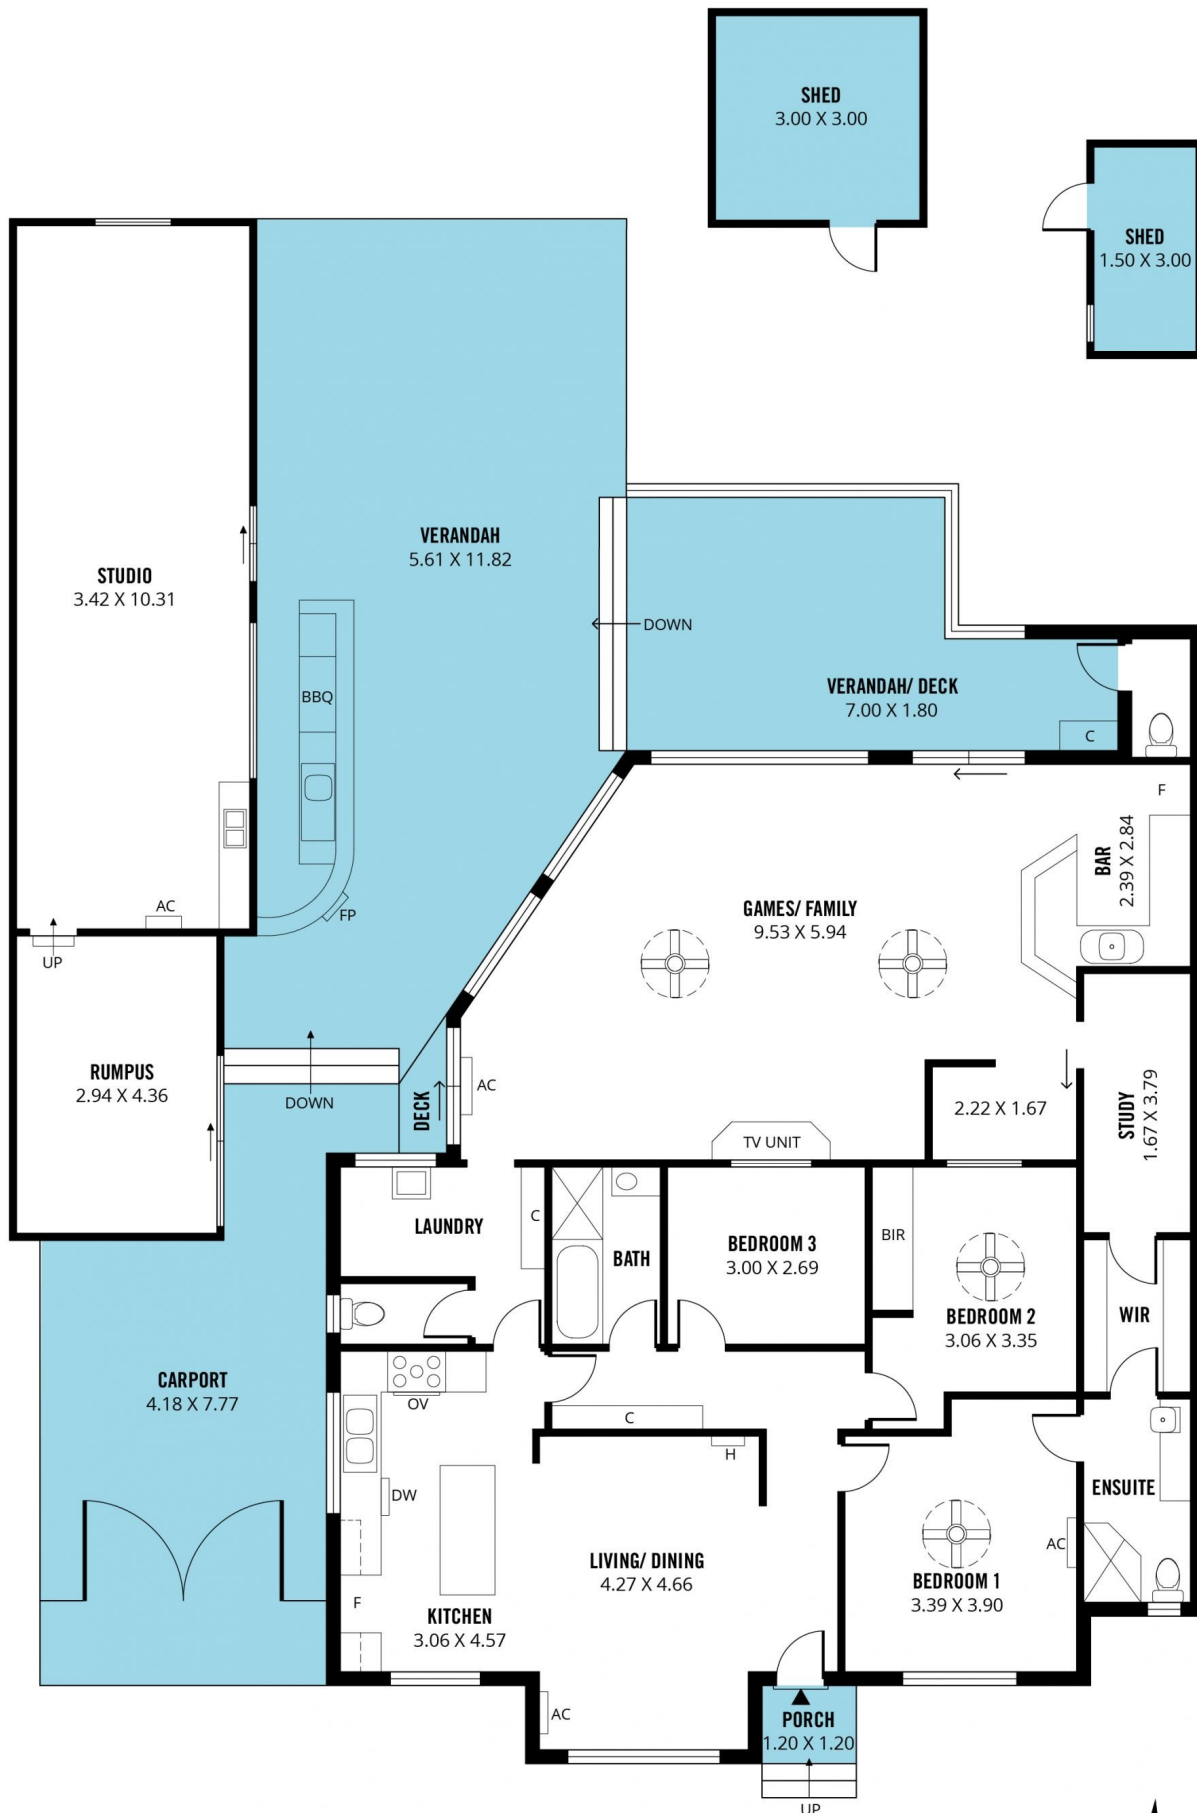 SHED
3.00 X 3.00
SHED
1.50 X 3.00
VERANDAH
5.61 X 11.82
STUDIO
3.42 X 10.31
DOWN
VERANDAH/ DECK
7.00 X 1.80
BBQ
C
F
BAR
2.39 X 2.84
AC
FP
GAMES/ FAMILY
9.53 X 5.94
UP
RUMPUS
2.94 X 4.36
DOWN
DECK
AC
2.22 X 1.67
STUDY
1.67 X 3.79
TV UNIT
LAUNDRY
C
BATH
BEDROOM 3
3.00 X 2.69
BIR
BEDROOM 2
3.06 X 3.35
WIR
CARPORT
4.18 X 7.77
OV
C
H
DW
ENSUITE
LIVING/ DINING
4.27 X 4.66
AC
BEDROOM 1
3.39 X 3.90
F
KITCHEN
3.06 X 4.57
AC
PORCH
1.20 X 1.20
UP